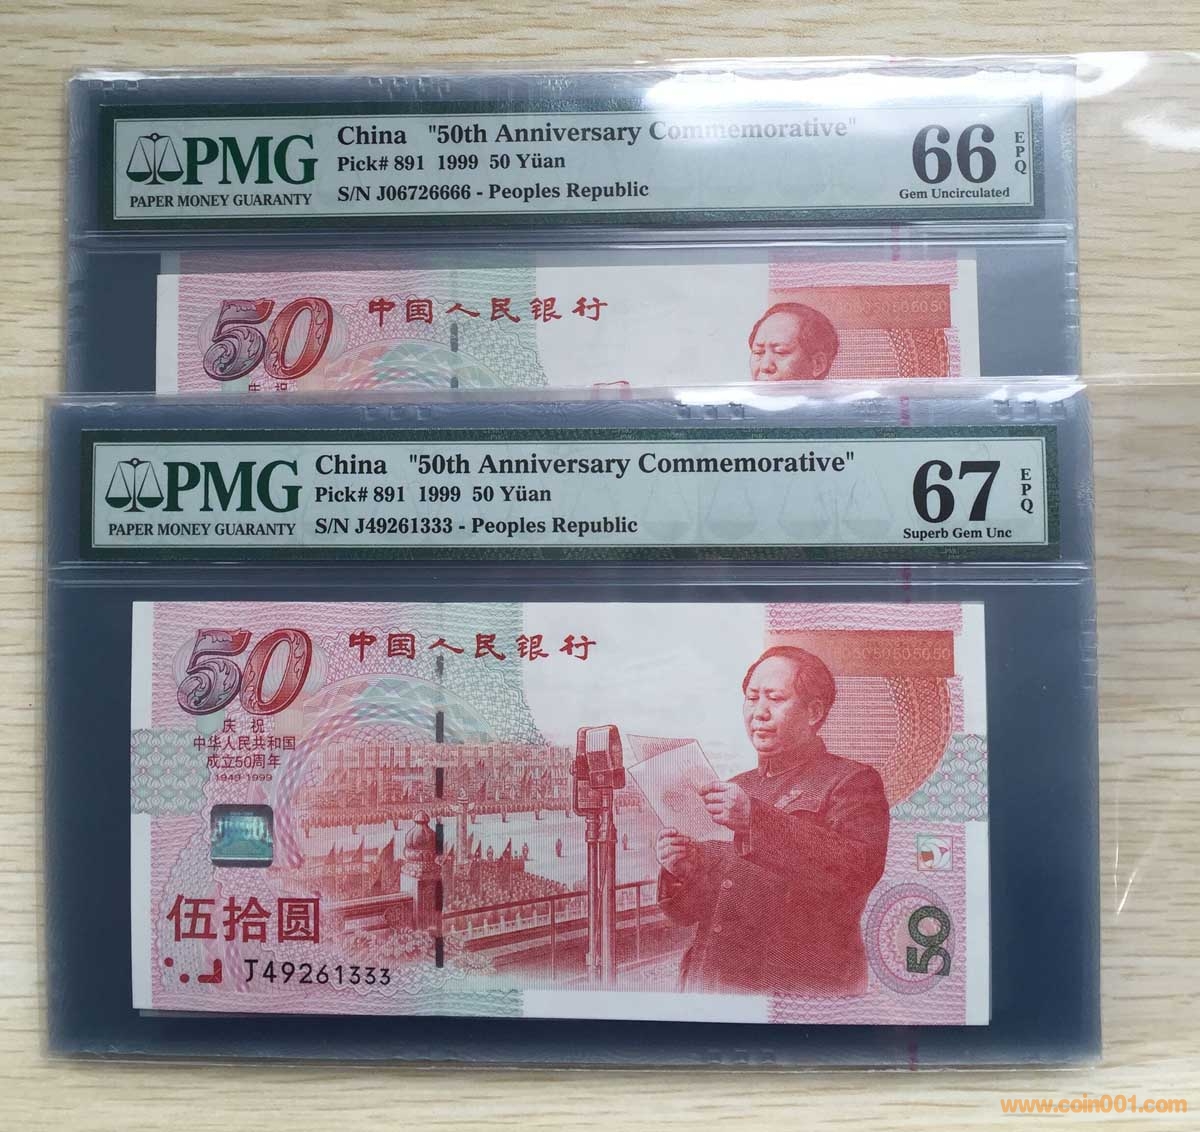 PMG
PAPER MONEY GUARANTY
China "50th Anniversary Commemorative"
Pick# 891 1999 50 Yüan
S/N J06726666 - Peoples Republic
66
EPQ
Gem Uncirculated
50
中国人民银行
庆祝
PMG
PAPER MONEY GUARANTY
China "50th Anniversary Commemorative"
Pick# 891 1999 50 Yüan
S/N J49261333 - Peoples Republic
67
EPQ
Superb Gem Unc
50
中国人民银行
庆祝
中华人民共和国
成立50周年
1949-1999
伍拾圆
J49261333
50
www.coin001.com